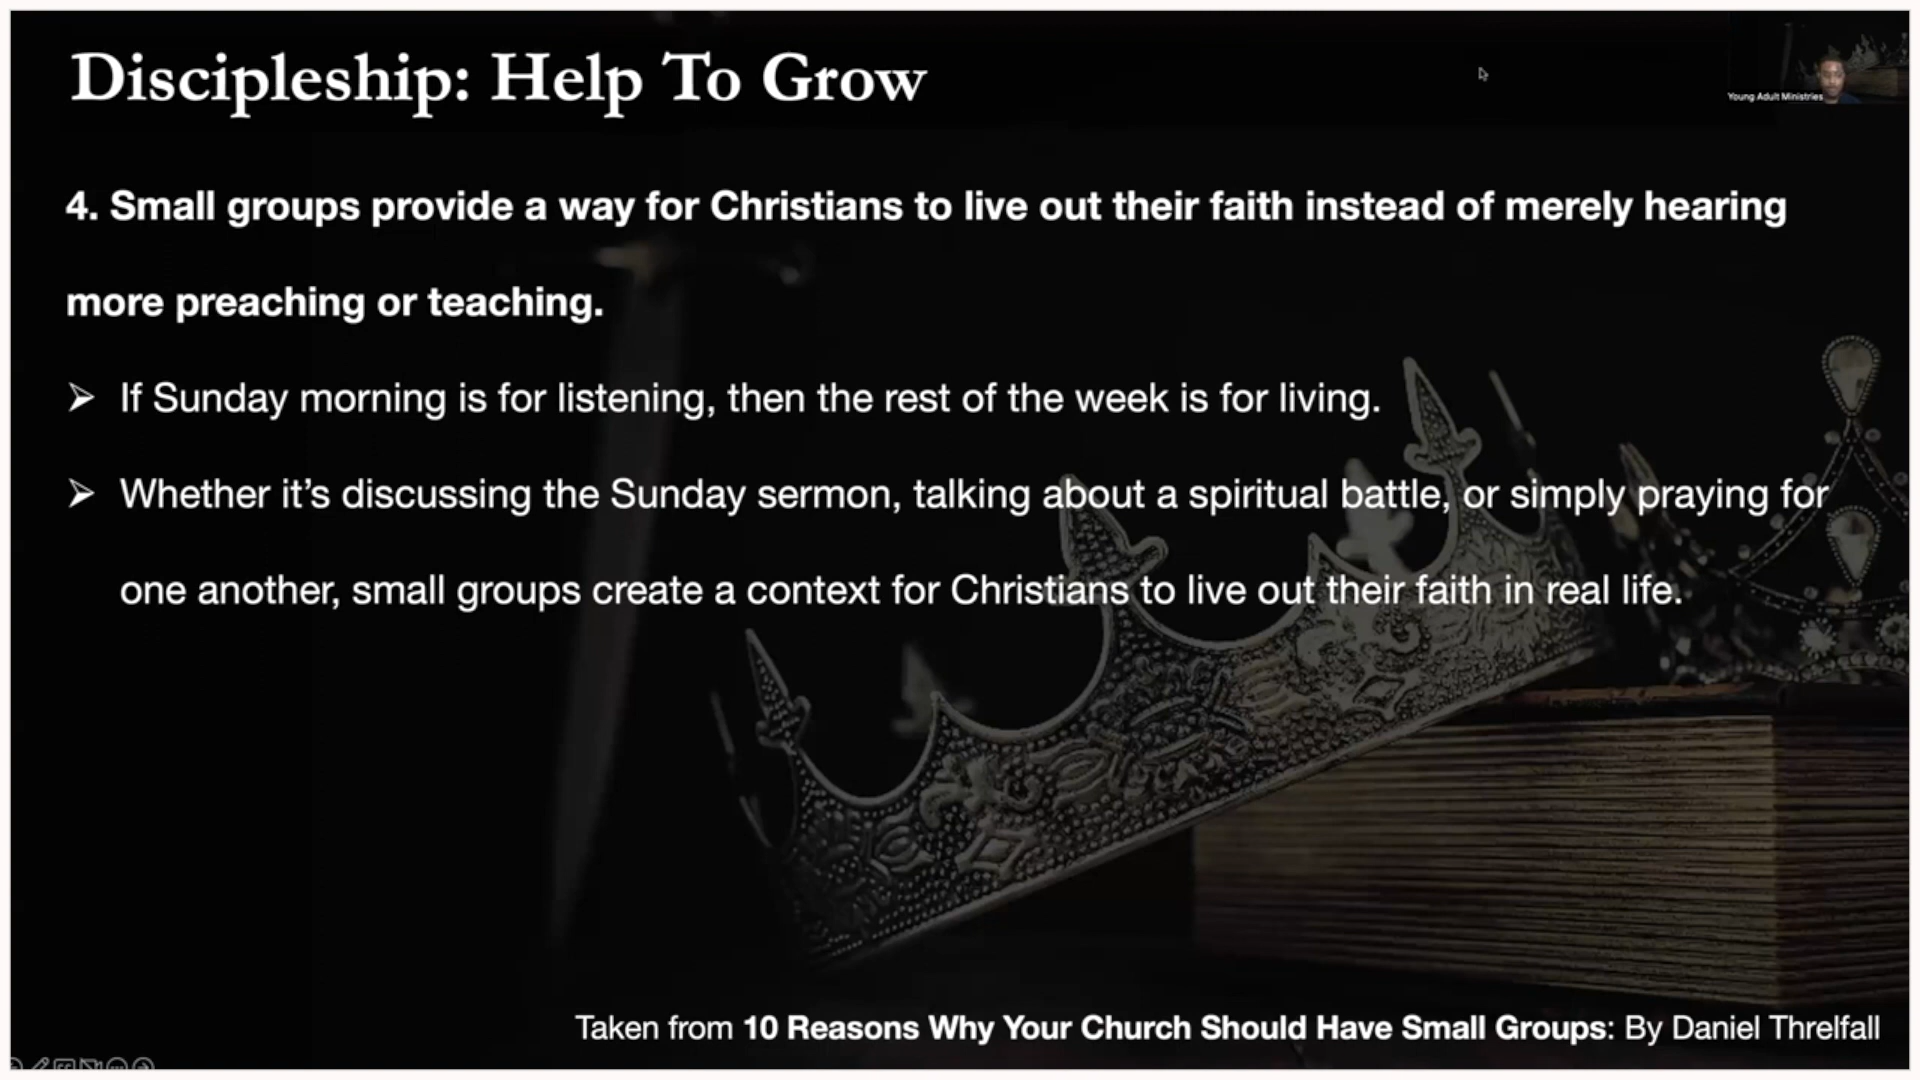 Discipleship: Help To Grow
Young Adult Ministries
4. Small groups provide a way for Christians to live out their faith instead of merely hearing
more preaching or teaching.
➢ If Sunday morning is for listening, then the rest of the week is for living.
➢ Whether it’s discussing the Sunday sermon, talking about a spiritual battle, or simply praying for
one another, small groups create a context for Christians to live out their faith in real life.
Taken from 10 Reasons Why Your Church Should Have Small Groups: By Daniel Threlfall